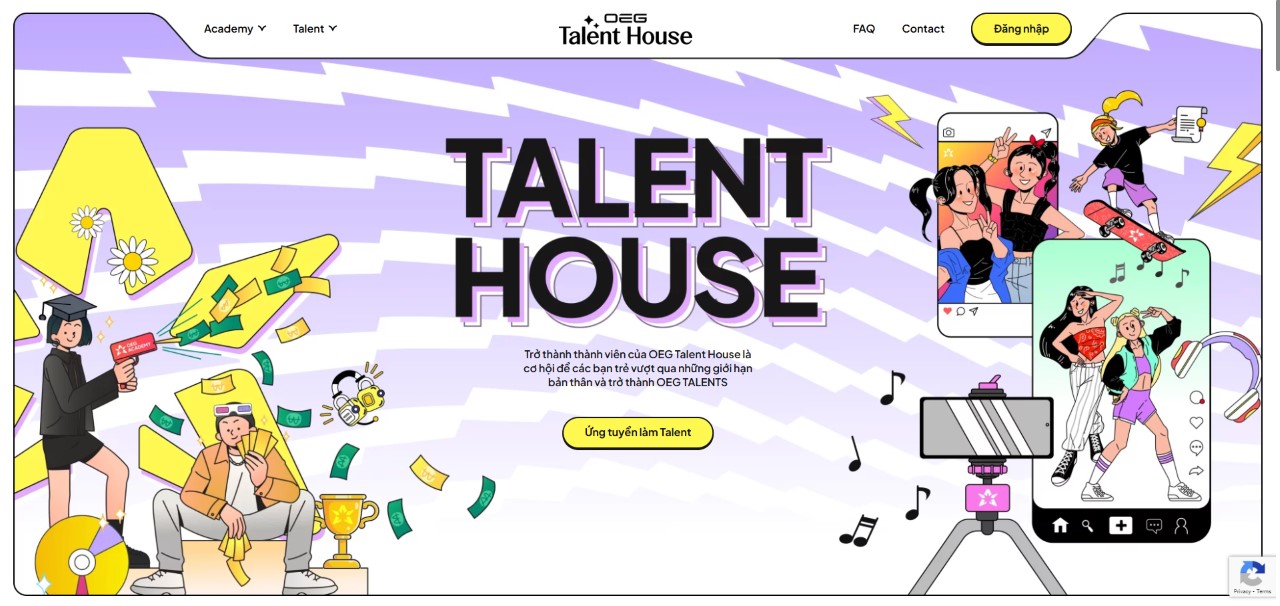 Academy
Talent
OEG
Talent House
FAQ
Contact
Đăng nhập
TALENT
HOUSE
Trở thành thành viên của OEG Talent House là
cơ hội để các bạn trẻ vượt qua những giới hạn
bản thân và trở thành OEG TALENTS
Ứng tuyển làm Talent
OEG
ACADEMY
Privacy - Terms